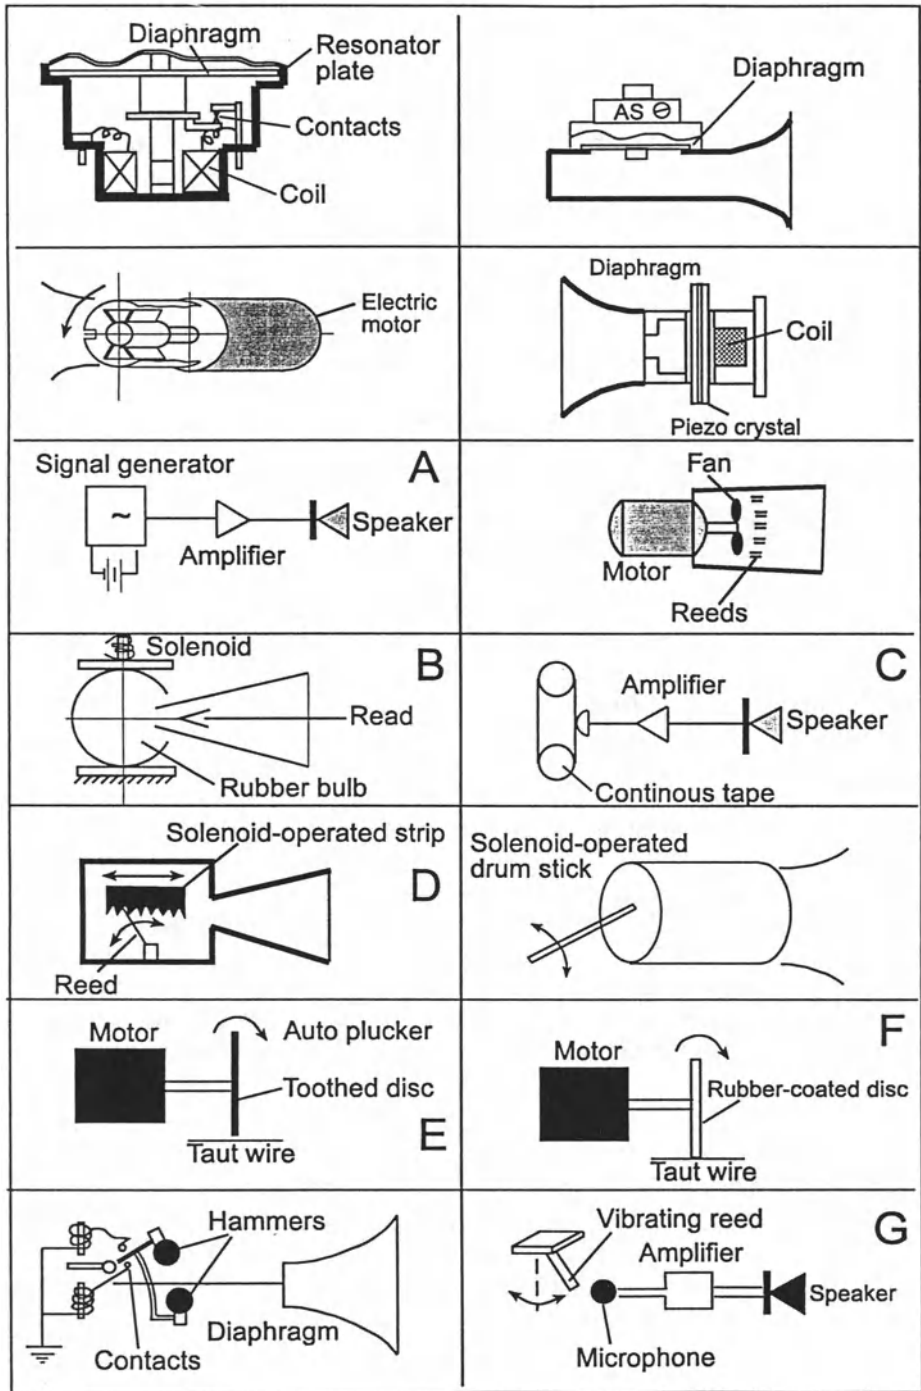 Diaphragm
Resonator
plate
Contacts
Coil
Diaphragm
AS
Electric
motor
Diaphragm
Coil
Piezo crystal
Signal generator
A
~
Speaker
Amplifier
Fan
Motor
Reeds
Solenoid
B
Read
Rubber bulb
C
Amplifier
Speaker
Continous tape
Solenoid-operated strip
D
Reed
Solenoid-operated
drum stick
Motor
Auto plucker
Toothed disc
E
Taut wire
F
Motor
Rubber-coated disc
Taut wire
Hammers
Diaphragm
Contacts
G
Vibrating reed
Amplifier
Speaker
Microphone